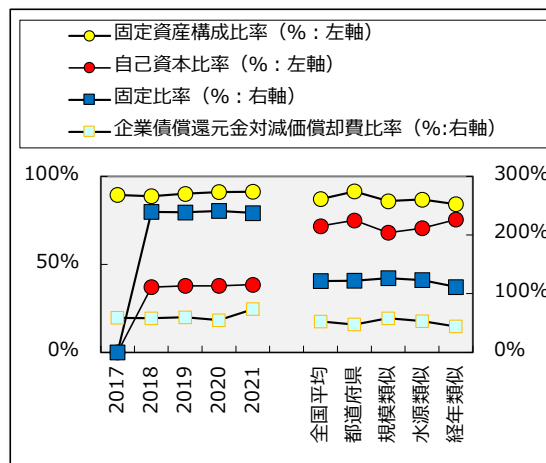 固定資産構成比率（%：左軸）
自己資本比率（%：左軸）
固定比率（%：右軸）
企業債償還元金対減価償却費比率（%:右軸）
100% 300%
200%
50%
100%
0% 0%
2017 2018 2019 2020 2021 全国平均 都道府県 規模類似 水源類似 経年類似